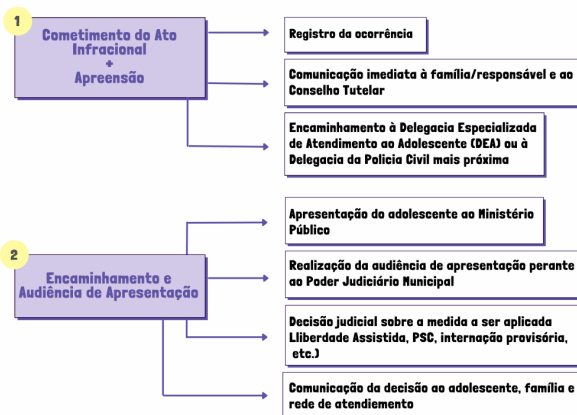 1
Cometimento do Ato
Infracional
+
Apreensão
Registro da ocorrência
Comunicação imediata à família/responsável e ao
Conselho Tutelar
Encaminhamento à Delegacia Especializada
de Atendimento ao Adolescente (DEA) ou à
Delegacia da Policia Civil mais próxima
2
Encaminhamento e
Audiência de Apresentação
Apresentação do adolescente ao Ministério
Público
Realização da audiência de apresentação perante
ao Poder Judiciário Municipal
Decisão judicial sobre a medida a ser aplicada
Lliberdade Assistida, PSC, internação provisória,
etc.)
Comunicação da decisão ao adolescente, família e
rede de atendiemento